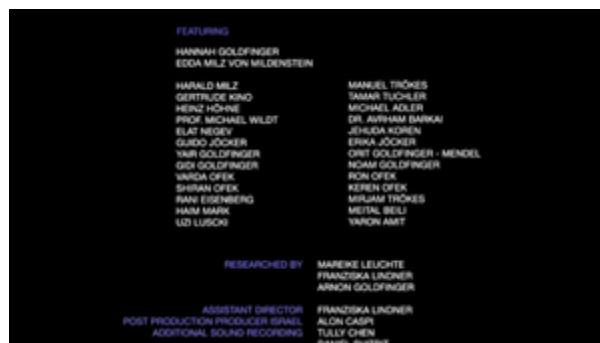 FEATURING
HANNAH GOLDFINGER
EDDA MILZ VON MILDENSTEIN
HARALD MILZ
GERTRUDE KINO
HEINZ HÖHNE
PROF. MICHAEL WILDT
ELAT NEGEV
GUIDO JÖCKER
YAIR GOLDFINGER
GIDI GOLDFINGER
VARDA OFEK
SHIRAN OFEK
RANI EISENBERG
HAIM MARK
UZI LUSCKI
MANUEL TRÖKES
TAMAR TUCHLER
MICHAEL ADLER
DR. AVRHAM BARKAI
JEHUDA KOREN
ERIKA JÖCKER
ORIT GOLDFINGER - MENDEL
NOAM GOLDFINGER
RON OFEK
KEREN OFEK
MIRJAM TRÖKES
MEITAL BEILI
YARON AMIT
RESEARCHED BY MAREIKE LEUCHTE
FRANZISKA LINDNER
ARNON GOLDFINGER
ASSISTANT DIRECTOR FRANZISKA LINDNER
POST PRODUCTION PRODUCER ISRAEL ALON CASPI
ADDITIONAL SOUND RECORDING TULLY CHEN